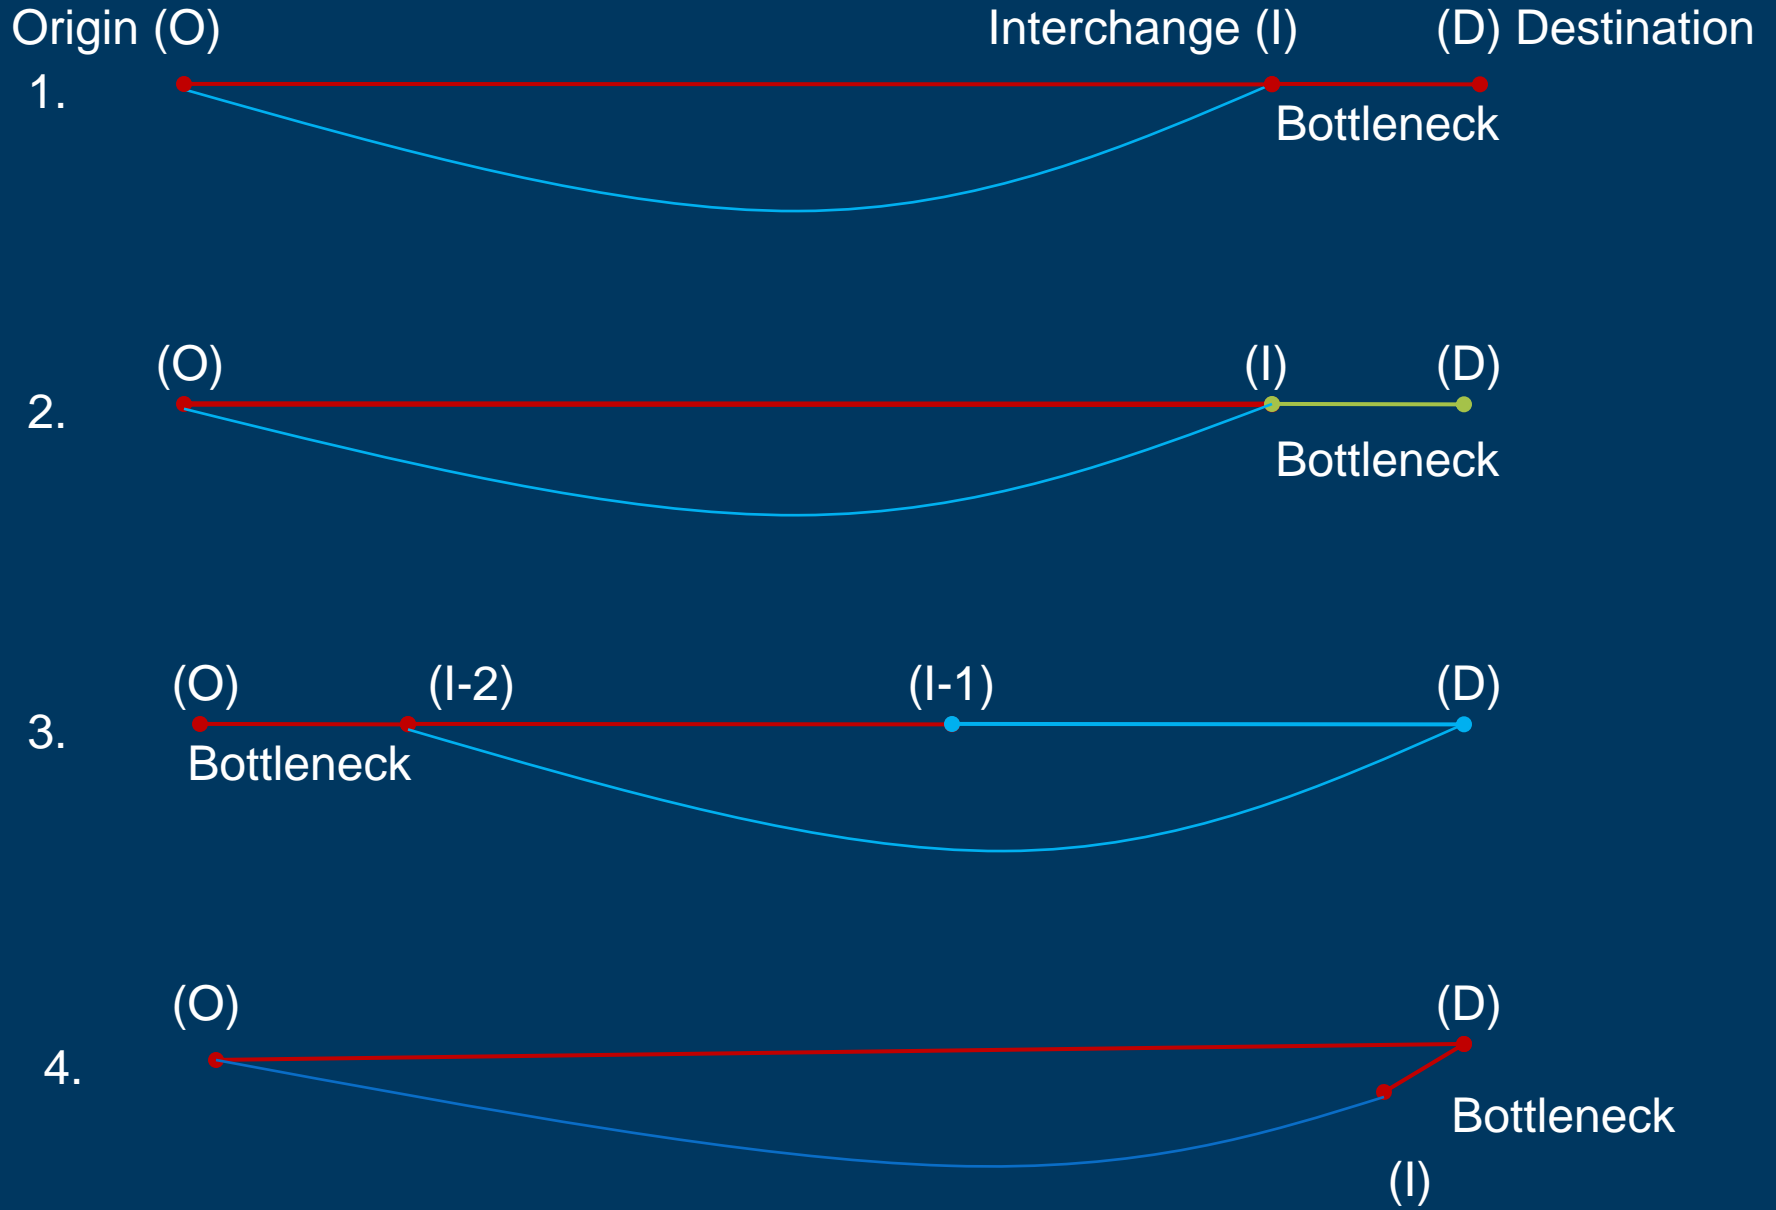 Origin (O) Interchange (I) (D) Destination
1.
Bottleneck
(O) (I) (D)
2.
Bottleneck
(O) (I-2) (I-1) (D)
3.
Bottleneck
(O) (D)
4.
Bottleneck
(I)